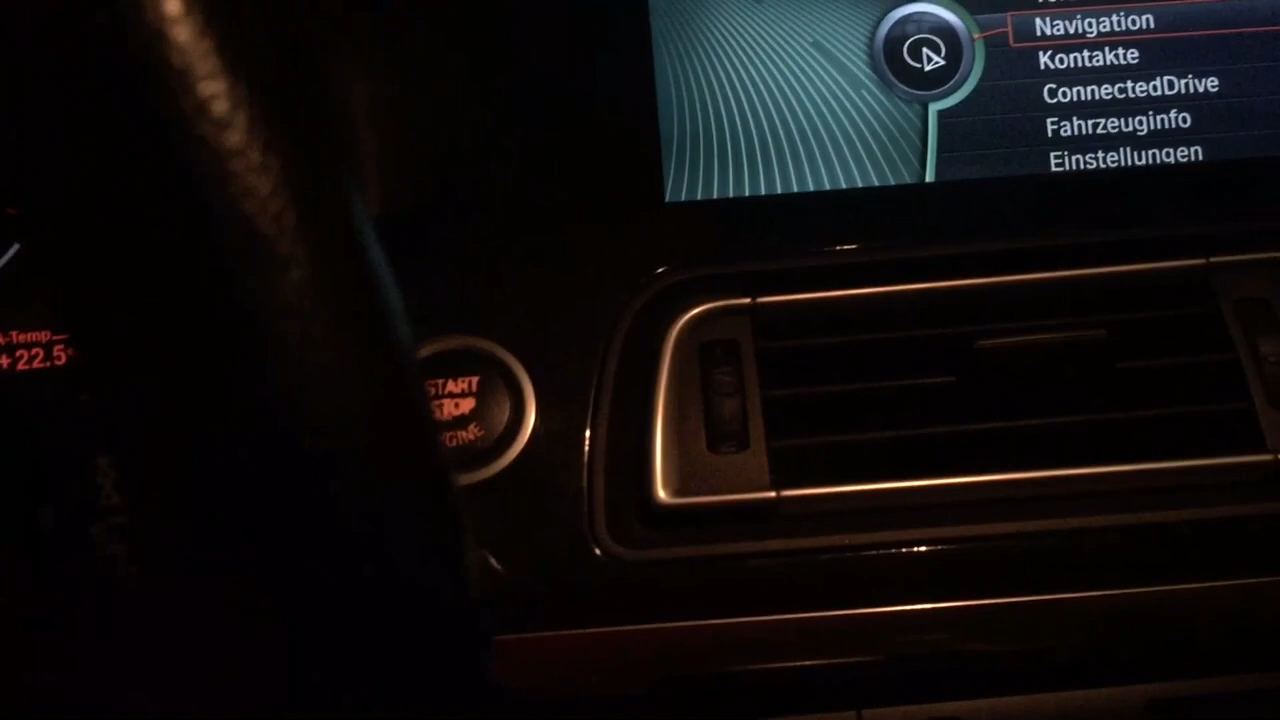 Navigation
Kontakte
ConnectedDrive
Fahrzeuginfo
Einstellungen
A-Temp
+22.5°
START
STOP